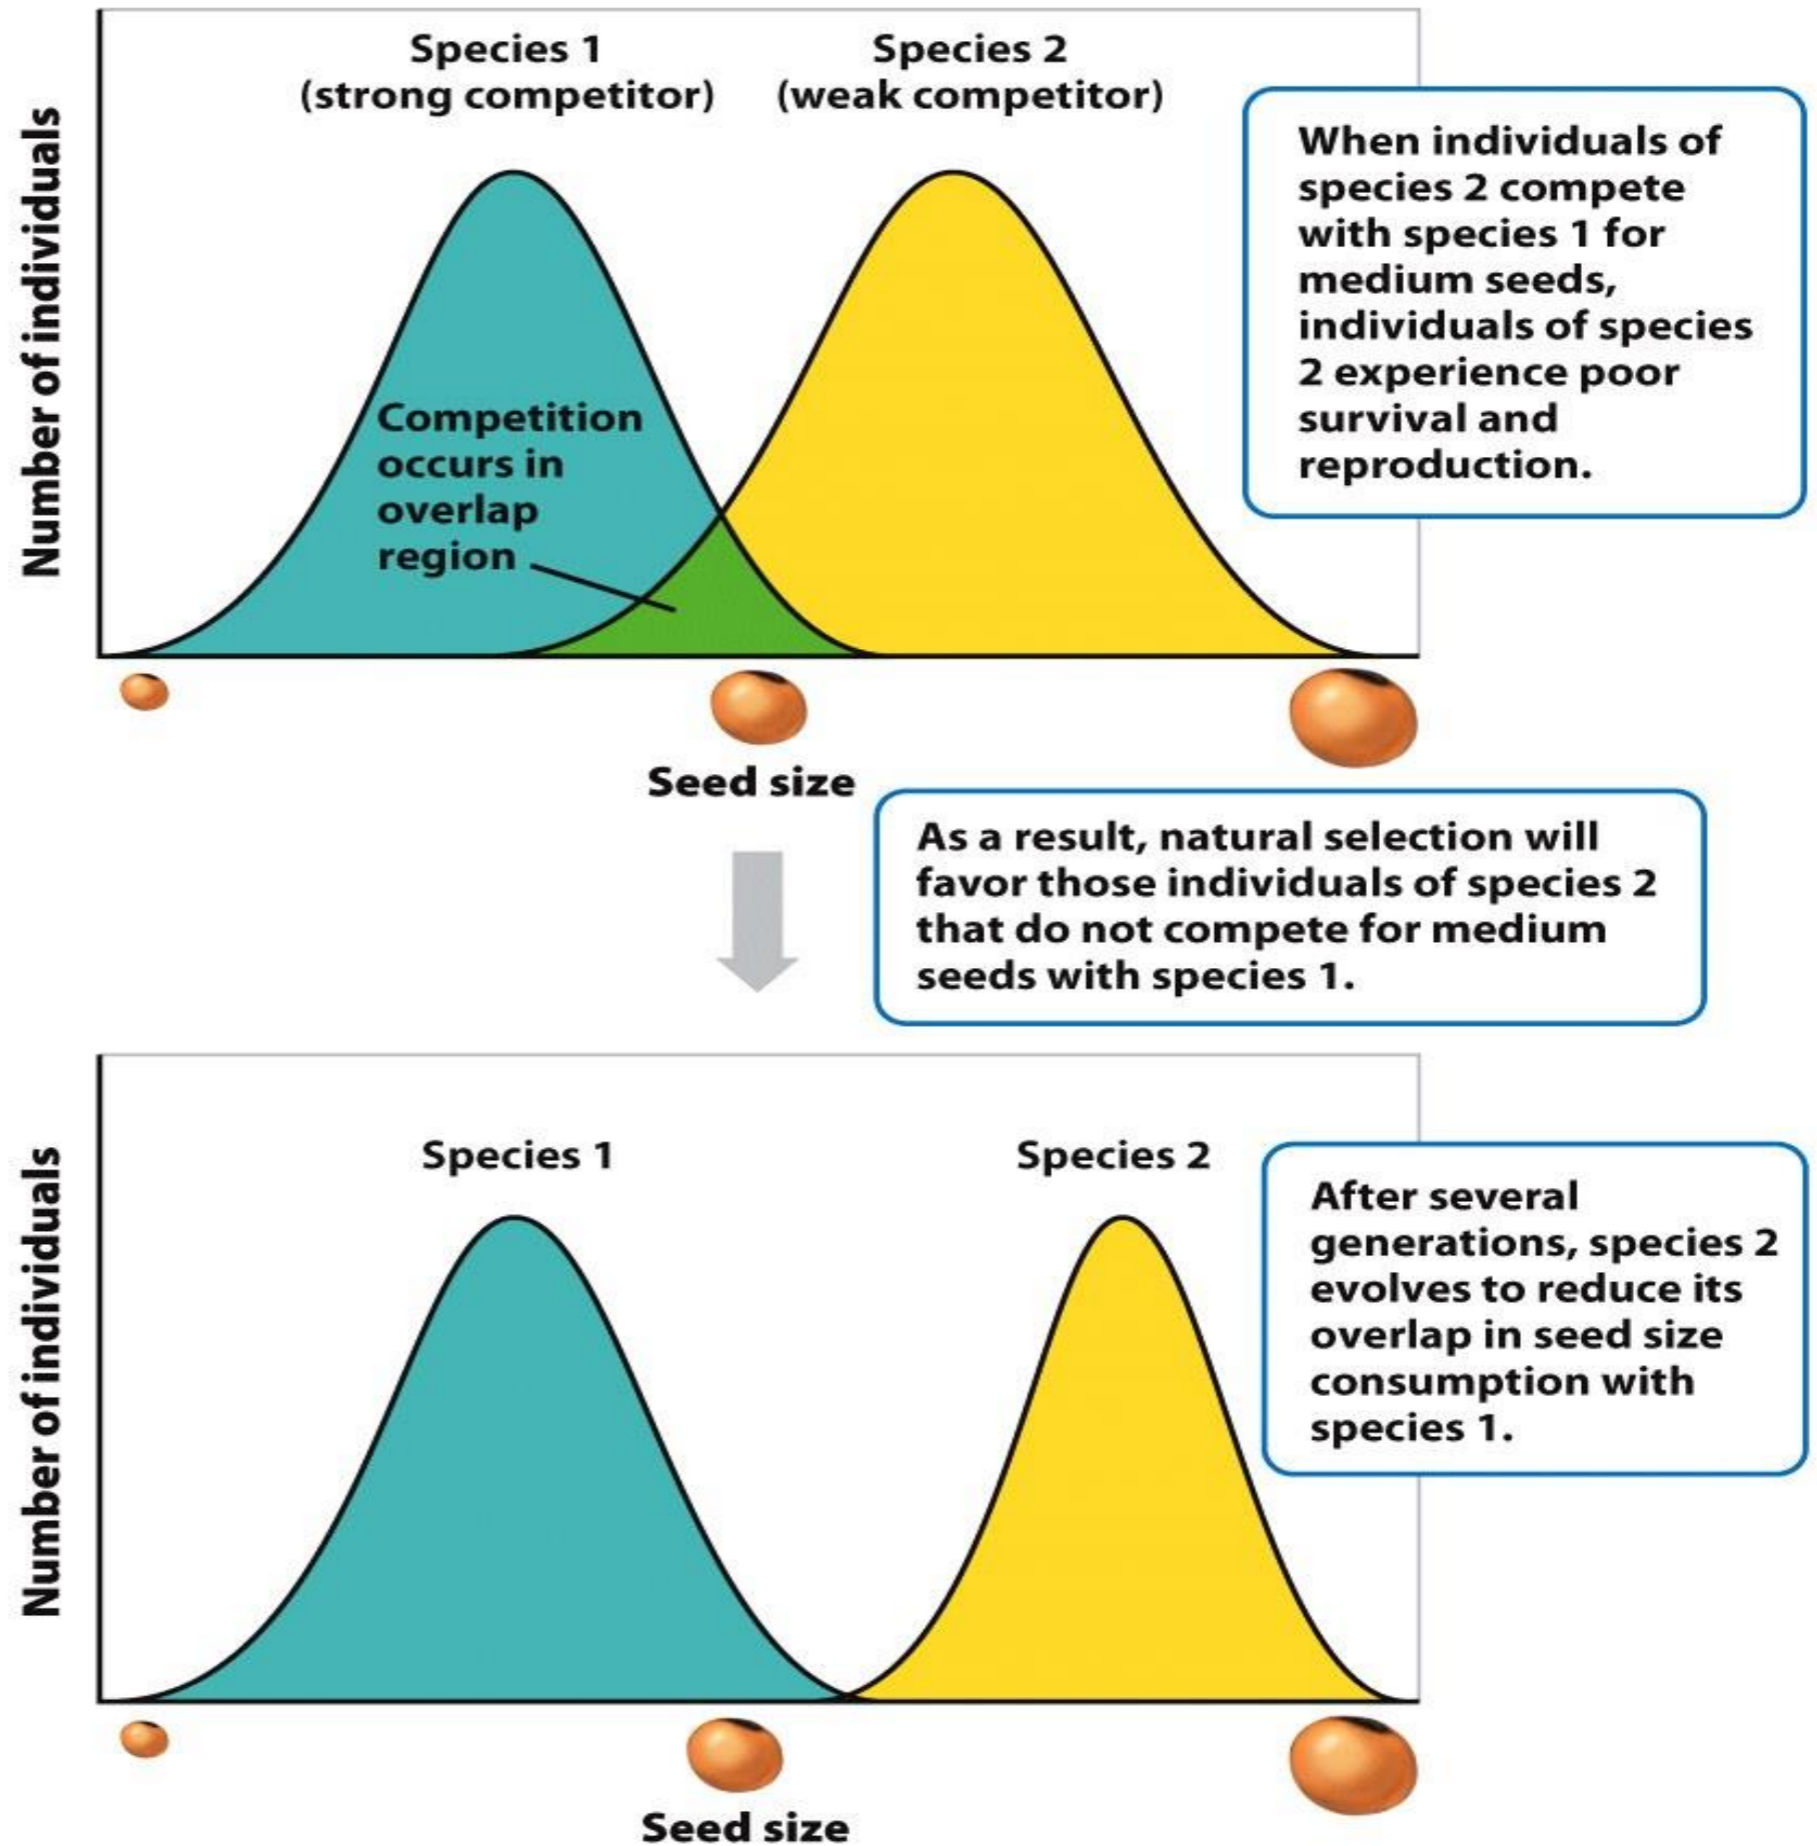 Species 1
(strong competitor)
Species 2
(weak competitor)
Number of individuals
Competition
occurs in
overlap
region
When individuals of
species 2 compete
with species 1 for
medium seeds,
individuals of species
2 experience poor
survival and
reproduction.
Seed size
As a result, natural selection will
favor those individuals of species 2
that do not compete for medium
seeds with species 1.
Species 1
Species 2
Number of individuals
After several
generations, species 2
evolves to reduce its
overlap in seed size
consumption with
species 1.
Seed size